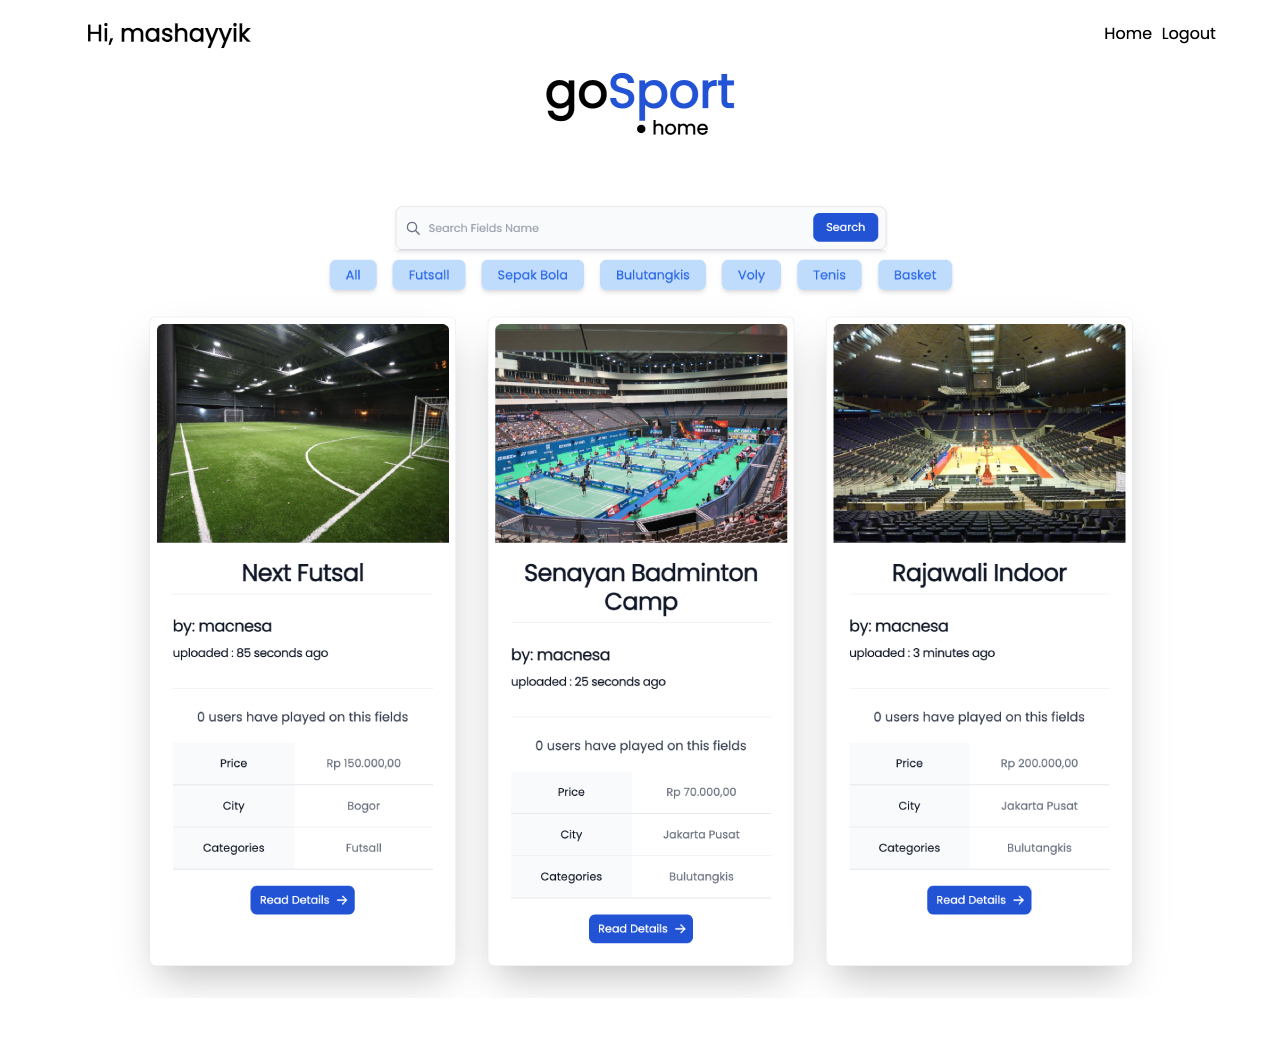 Hi, mashayyik
Home Logout
goSport
• home
Search Fields Name
Search
All Futsall Sepak Bola Bulutangkis Voly Tenis Basket
Next Futsal
by: macnesa
uploaded : 85 seconds ago
0 users have played on this fields
Price Rp 150.000,00
City Bogor
Categories Futsall
Read Details →
Senayan Badminton
Camp
by: macnesa
uploaded : 25 seconds ago
0 users have played on this fields
Price Rp 70.000,00
City Jakarta Pusat
Categories Bulutangkis
Read Details →
Rajawali Indoor
by: macnesa
uploaded : 3 minutes ago
0 users have played on this fields
Price Rp 200.000,00
City Jakarta Pusat
Categories Bulutangkis
Read Details →